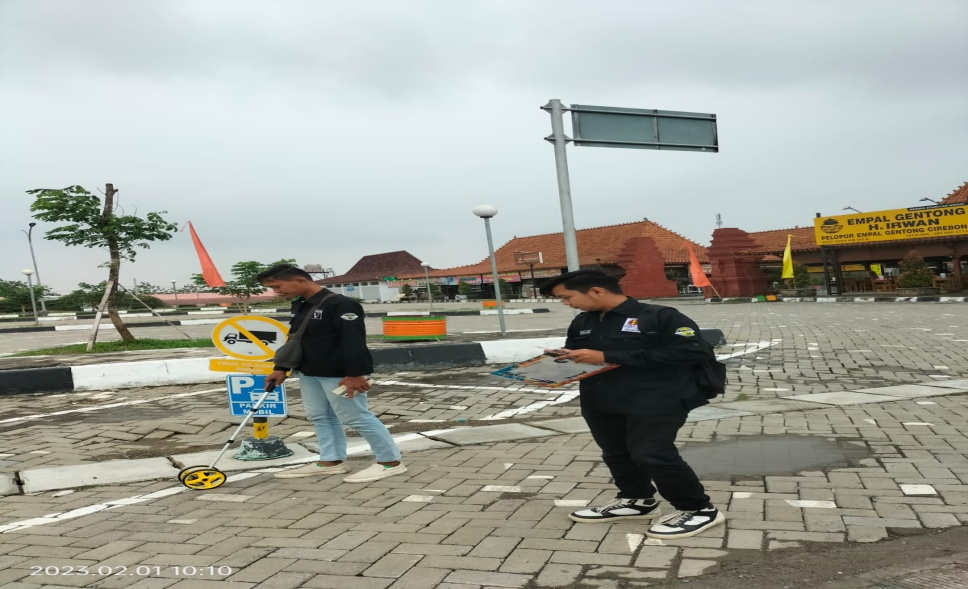 EMPAL GENTONG
H. IRWAN
PELOPOR EMPAL GENTONG CIREBON
P
PARKIR
MOBIL
2023.02.01 10:10